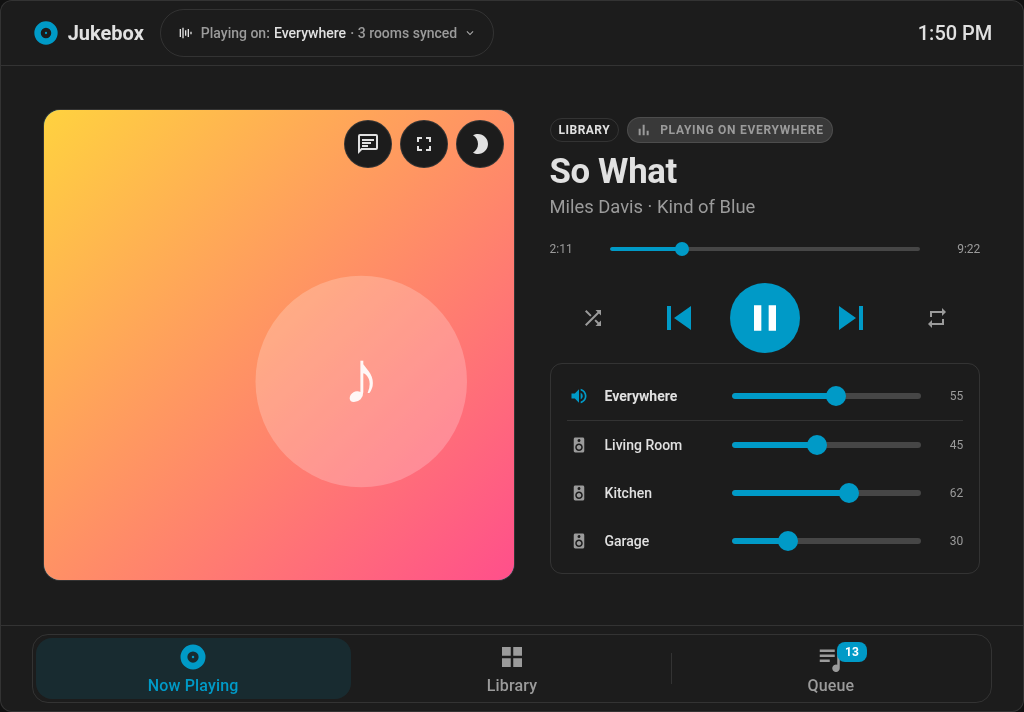 Jukebox
Playing on: Everywhere · 3 rooms synced
1:50 PM
LIBRARY
PLAYING ON EVERYWHERE
So What
Miles Davis · Kind of Blue
2:11
9:22
Everywhere 55
Living Room 45
Kitchen 62
Garage 30
Now Playing
Library
13
Queue